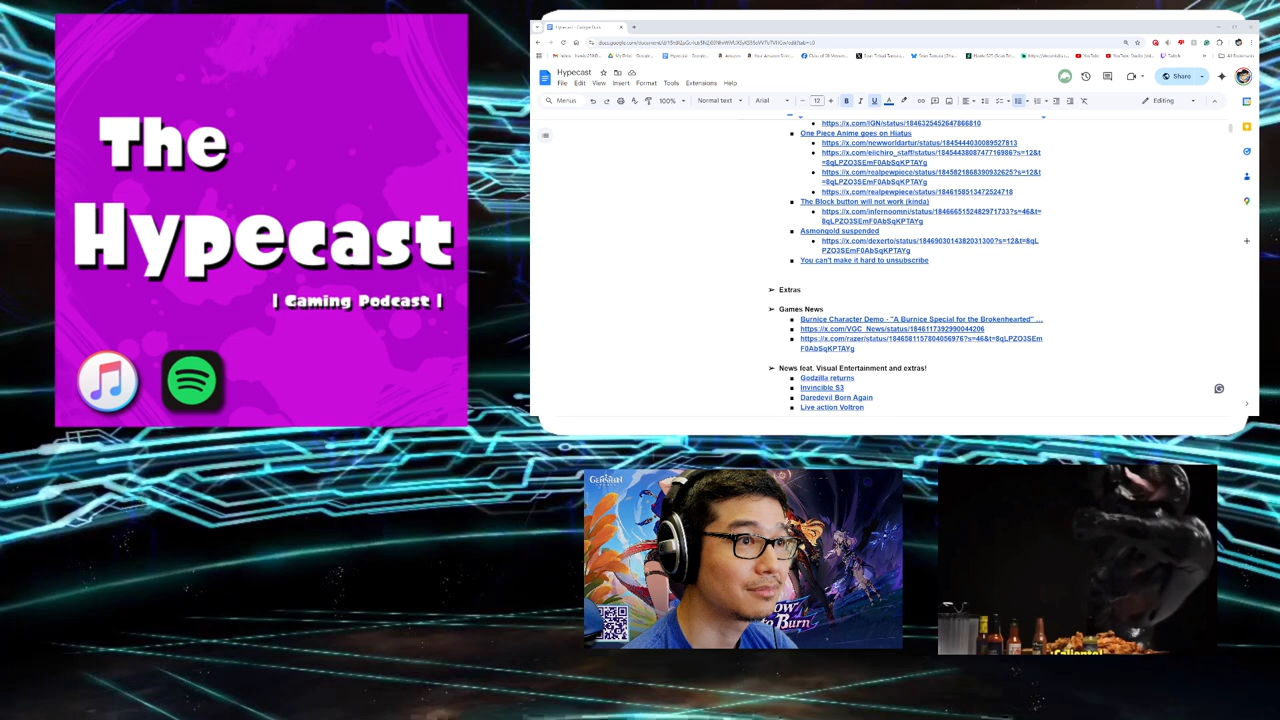 The
Hypecast
| Gaming Podcast |
Hypecast
File Edit View Insert Format Tools Extensions Help
Share
Menus
100%
Normal text
Arial
12
Editing
https://x.com/IGN/status/1846325452647866810
One Piece Anime goes on Hiatus
https://x.com/newworldartur/status/1845444030089527813
https://x.com/eiichiro_staff/status/1845443808747716986?s=12&t
=8qLPZO3SEmF0AbSqKPTAYg
https://x.com/realpewpiece/status/1845821868390932625?s=12&t
=8qLPZO3SEmF0AbSqKPTAYg
https://x.com/realpewpiece/status/1846158513472524718
The Block button will not work (kinda)
https://x.com/infernoomni/status/1846665152482971733?s=46&t=
8qLPZO3SEmF0AbSqKPTAYg
Asmongold suspended
https://x.com/dexerto/status/1846903014382031300?s=12&t=8qL
PZO3SEmF0AbSqKPTAYg
You can't make it hard to unsubscribe
Extras
Games News
Burnice Character Demo - "A Burnice Special for the Brokenhearted" ...
https://x.com/VGC_News/status/1846117392990044206
https://x.com/razer/status/1846581157804056976?s=46&t=8qLPZO3SEm
F0AbSqKPTAYg
News feat. Visual Entertainment and extras!
Godzilla returns
Invincible S3
Daredevil Born Again
Live action Voltron
GENSHIN
to Burn
¡Caliente!